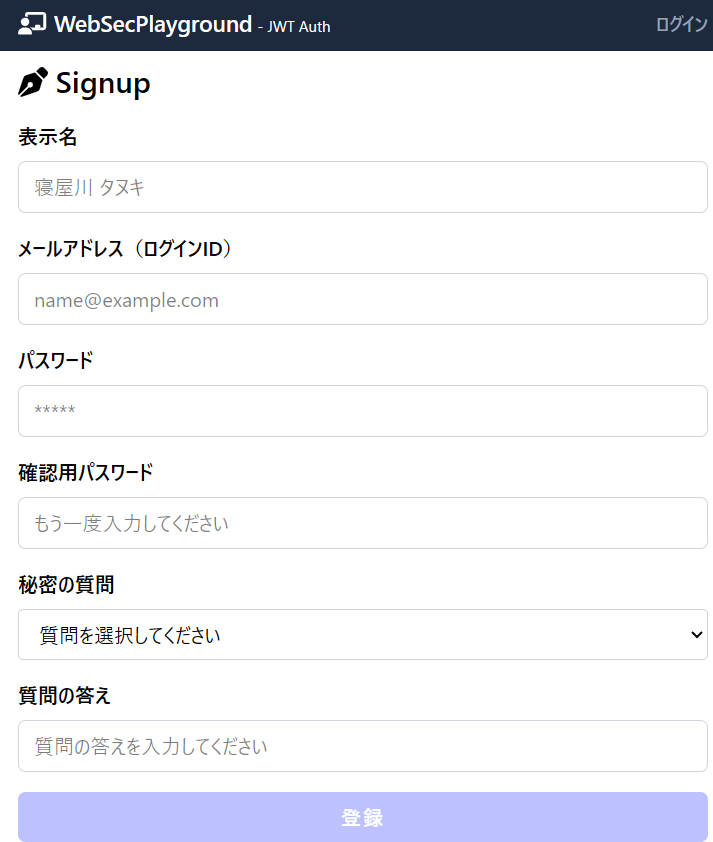 WebSecPlayground - JWT Auth ログイン
Signup
表示名
寝屋川 タヌキ
メールアドレス（ログインID）
name@example.com
パスワード
*****
確認用パスワード
もう一度入力してください
秘密の質問
質問を選択してください
質問の答え
質問の答えを入力してください
登録